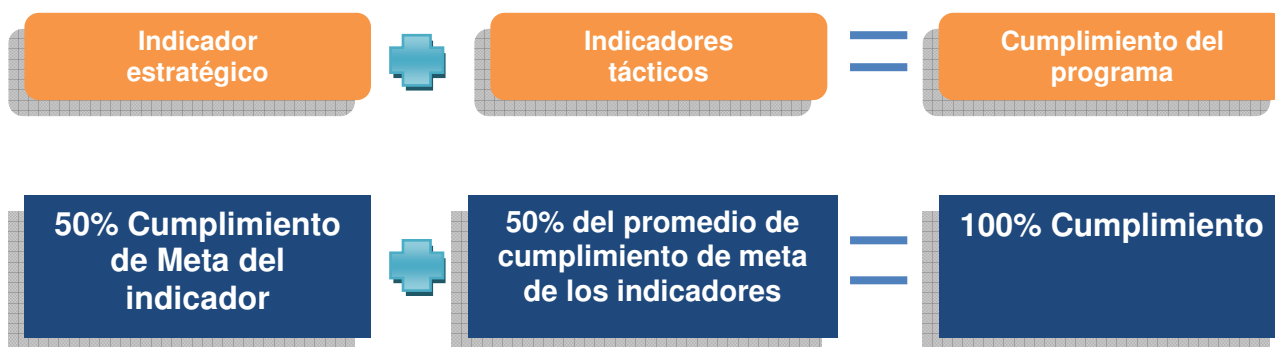 Indicador
estratégico
Indicadores
tácticos
Cumplimiento del
programa
50% Cumplimiento
de Meta del
indicador
50% del promedio de
cumplimiento de meta
de los indicadores
100% Cumplimiento